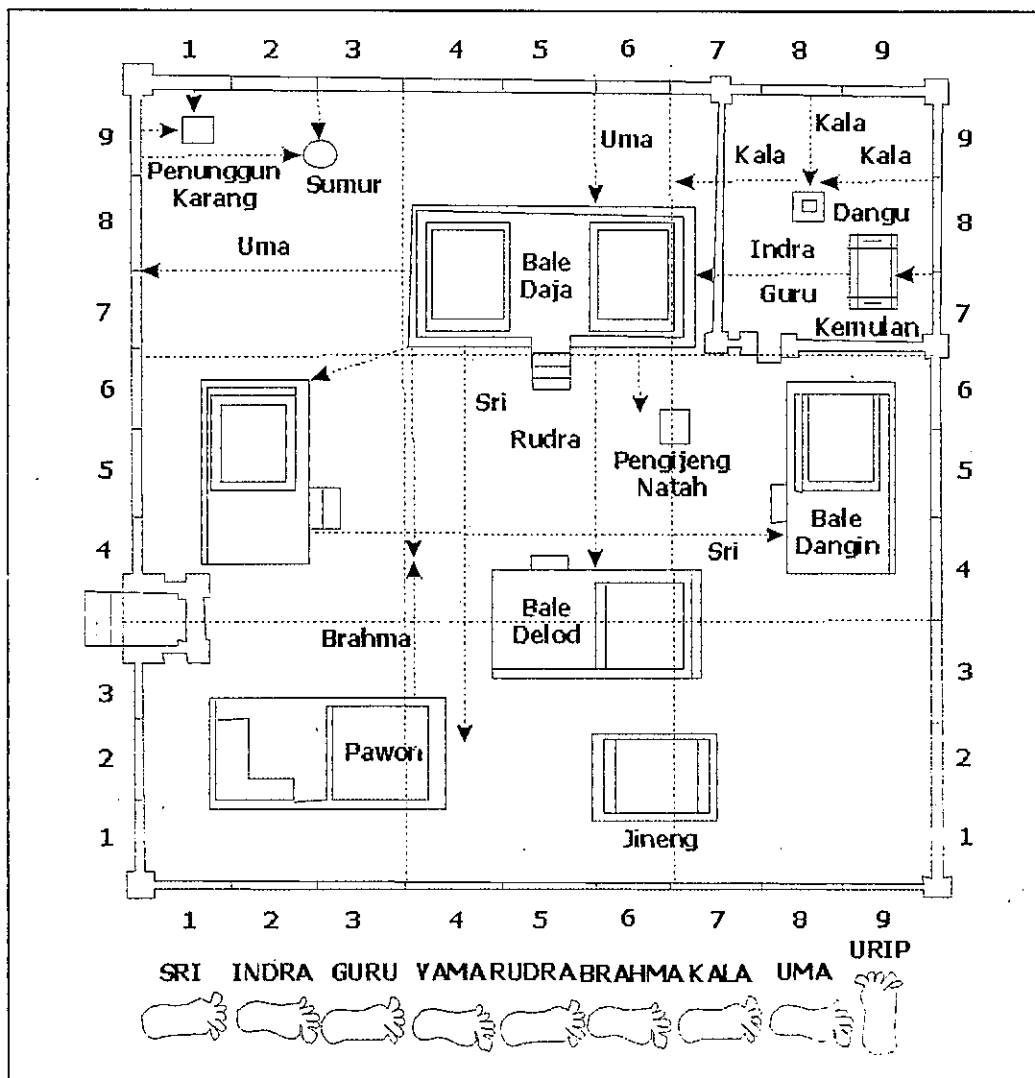 1 2 3 4 5 6 7 8 9
Kala
9 Uma Kala Kala 9
Penunggun Sumur
Karang
8 Dangu 8
Uma Bale Indra
Daja
Guru
7 Kemulan 7
6 Sri 6
Rudra
Pengijeng
5 Natah 5
Bale
4 Sri Dangin 4
Bale
Delod
Brahma
3 3
2 Pawon 2
1 Jineng 1
1 2 3 4 5 6 7 8 9
URIP
SRI INDRA GURU YAMA RUDRA BRAHMA KALA UMA